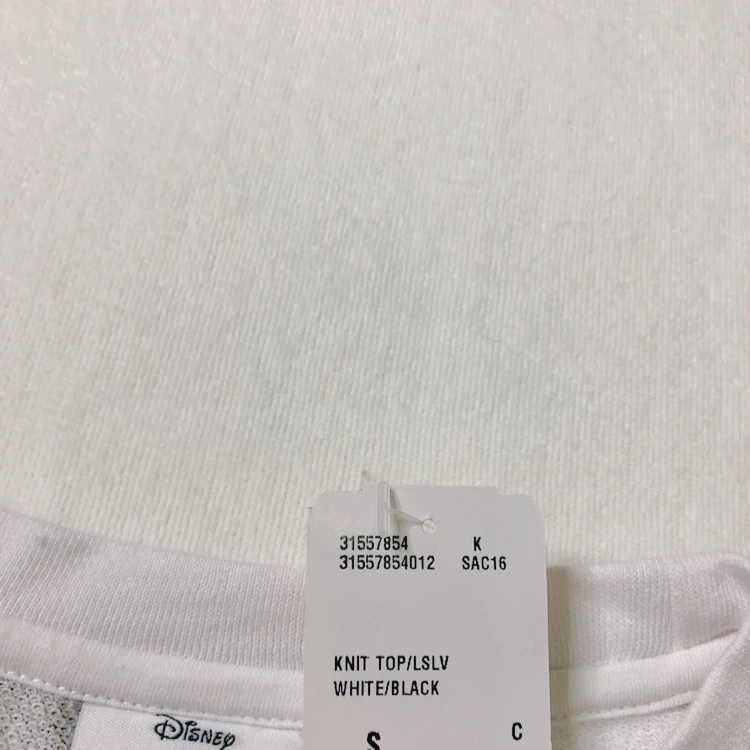 31557854 K
31557854012 SAC16
KNIT TOP/LSLV
WHITE/BLACK
S C
Disney